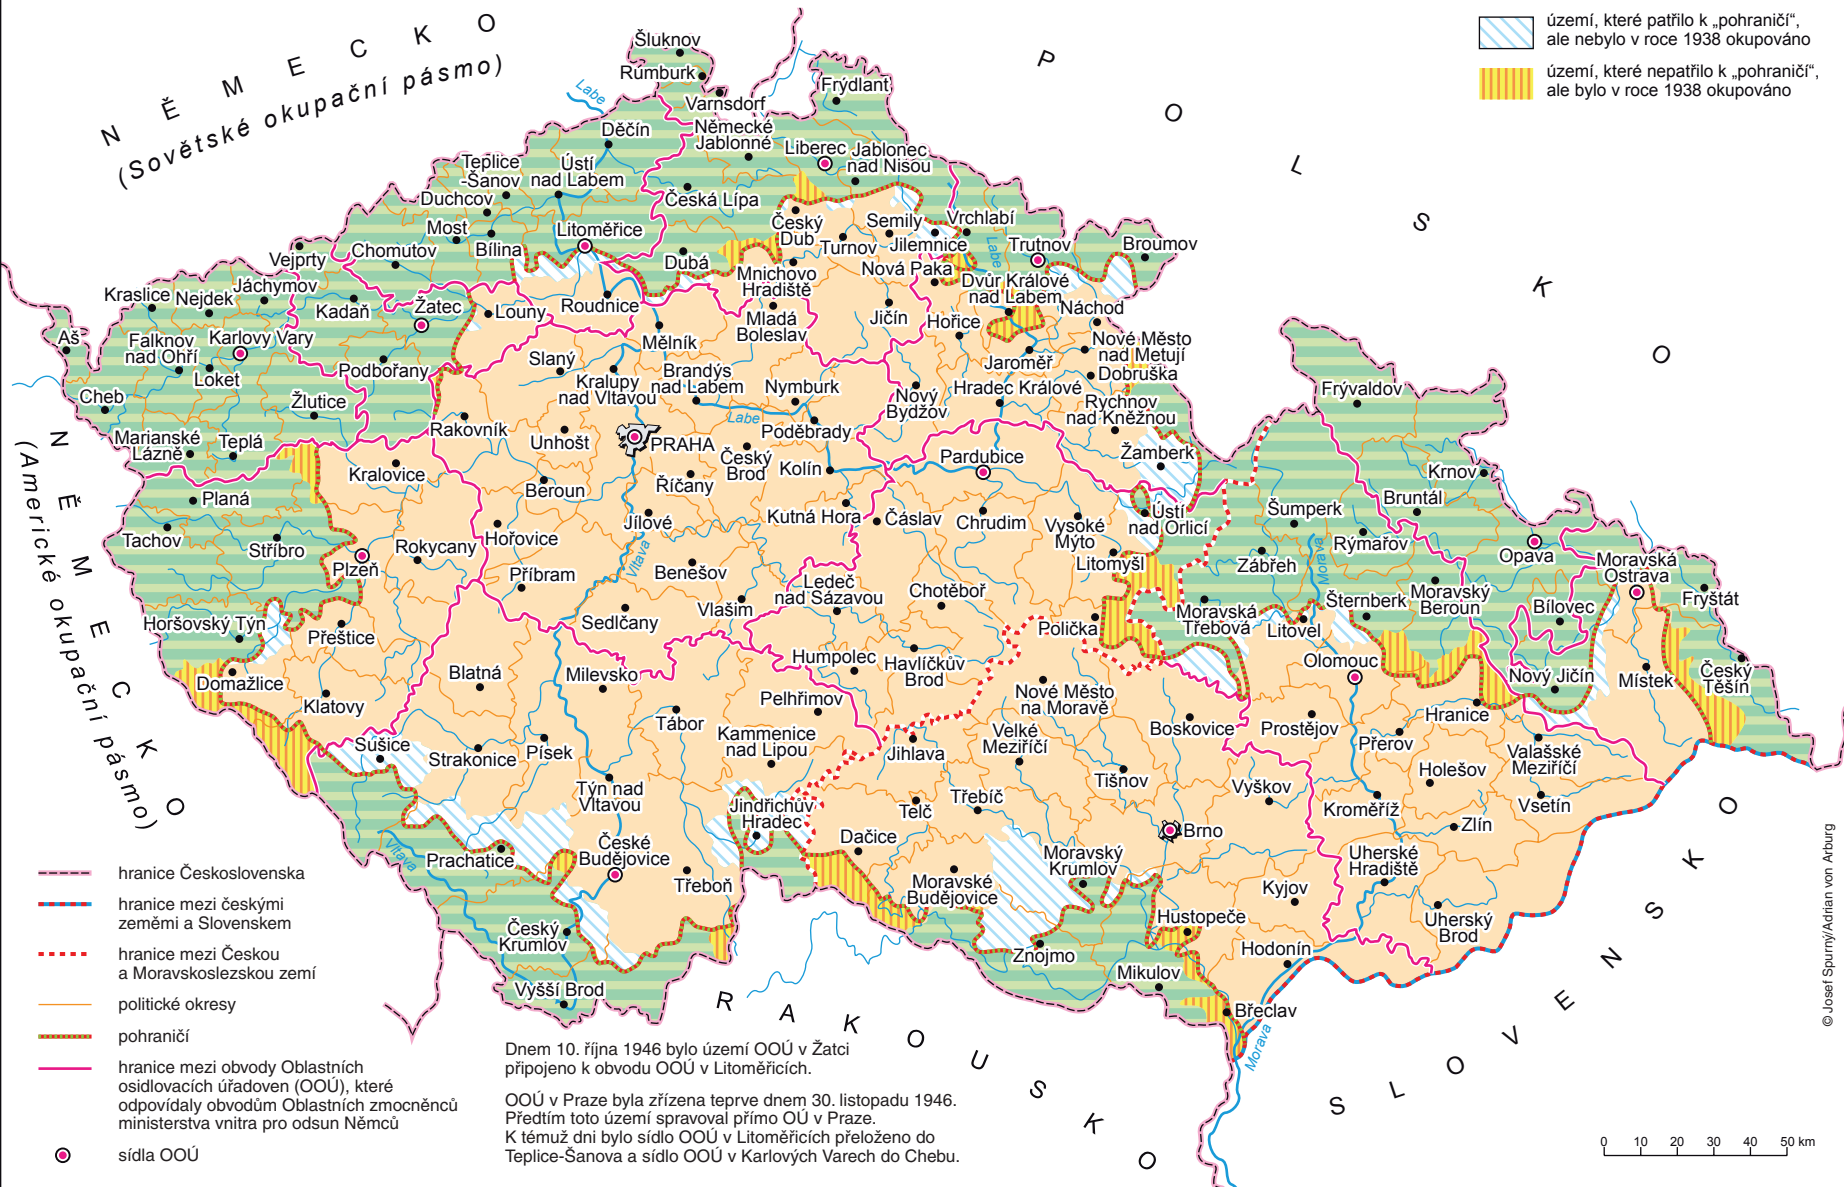 území, které patřilo k „pohraničí“,
ale nebylo v roce 1938 okupováno
území, které nepatřilo k „pohraničí“,
ale bylo v roce 1938 okupováno
NĚMECKO
(Sovětské okupační pásmo)
POLSKO
NĚMECKO
(Americké okupační pásmo)
RAKOUSKO
SLOVENSKO
Šluknov
Rumburk
Varnsdorf
Frýdlant
Labe
Děčín
Německé
Jablonné
Liberec
Jablonec
nad Nisou
Teplice
-Šanov
Ústí
nad Labem
Duchcov
Česká Lípa
Most
Bílina
Litoměřice
Český
Dub
Semily
Vrchlabí
Turnov
Jilemnice
Labe
Trutnov
Broumov
Vejprty
Chomutov
Dubá
Mnichovo
Hradiště
Nová Paka
Dvůr Králové
nad Labem
Kraslice
Nejdek
Jáchymov
Kadaň
Žatec
Louny
Roudnice
Mladá
Boleslav
Jičín
Hořice
Náchod
Aš
Falknov
nad Ohří
Karlovy Vary
Loket
Podbořany
Slaný
Mělník
Jaroměř
Nové Město
nad Metují
Dobruška
Kralupy
nad Vltavou
Brandýs
nad Labem
Nymburk
Nový
Bydžov
Hradec Králové
Rychnov
nad Kněžnou
Frývaldov
Cheb
Žlutice
Labe
Poděbrady
Rakovník
Unhošť
PRAHA
Marianské
Lázně
Teplá
Kralovice
Český
Brod
Kolín
Pardubice
Žamberk
Krnov
Planá
Beroun
Říčany
Bruntál
Tachov
Stříbro
Hořovice
Jílové
Kutná Hora
Čáslav
Chrudim
Vysoké
Mýto
Ústí
nad Orlicí
Šumperk
Rýmařov
Opava
Moravská
Ostrava
Plzeň
Rokycany
Vltava
Příbram
Benešov
Ledeč
nad Sázavou
Chotěboř
Litomyšl
Zábřeh
Morava
Horšovský Týn
Přeštice
Sedlčany
Vlašim
Polička
Moravská
Třebová
Litovel
Šternberk
Moravský
Beroun
Bílovec
Fryštát
Domažlice
Blatná
Milevsko
Humpolec
Havlíčkův
Brod
Olomouc
Nový Jičín
Místek
Český
Těšín
Klatovy
Pelhřimov
Nové Město
na Moravě
Tábor
Hranice
Sušice
Strakonice
Písek
Kammenice
nad Lipou
Jihlava
Velké
Meziříčí
Boskovice
Prostějov
Přerov
Valašské
Meziříčí
Týn nad
Vltavou
Tišnov
Holešov
Jindřichův
Hradec
Telč
Třebíč
Vyškov
Kroměříž
Vsetín
Vltava
Prachatice
České
Budějovice
Dačice
Brno
Zlín
Třeboň
Moravské
Budějovice
Moravský
Krumlov
Uherské
Hradiště
Kyjov
Český
Krumlov
Znojmo
Hustopeče
Uherský
Brod
Hodonín
Mikulov
Vyšší Brod
Břeclav
Morava
hranice Československa
hranice mezi českými
zeměmi a Slovenskem
hranice mezi Českou
a Moravskoslezskou zemí
politické okresy
pohraničí
hranice mezi obvody Oblastních
osidlovacích úřadoven (OOÚ), které
odpovídaly obvodům Oblastních zmocněnců
ministerstva vnitra pro odsun Němců
sídla OOÚ
Dnem 10. října 1946 bylo území OOÚ v Žatci
připojeno k obvodu OOÚ v Litoměřicích.
OOÚ v Praze byla zřízena teprve dnem 30. listopadu 1946.
Předtím toto území spravoval přímo OÚ v Praze.
K témuž dni bylo sídlo OOÚ v Litoměřicích přeloženo do
Teplice-Šanova a sídlo OOÚ v Karlových Varech do Chebu.
0 10 20 30 40 50 km
© Josef Spurný/Adrian von Arburg